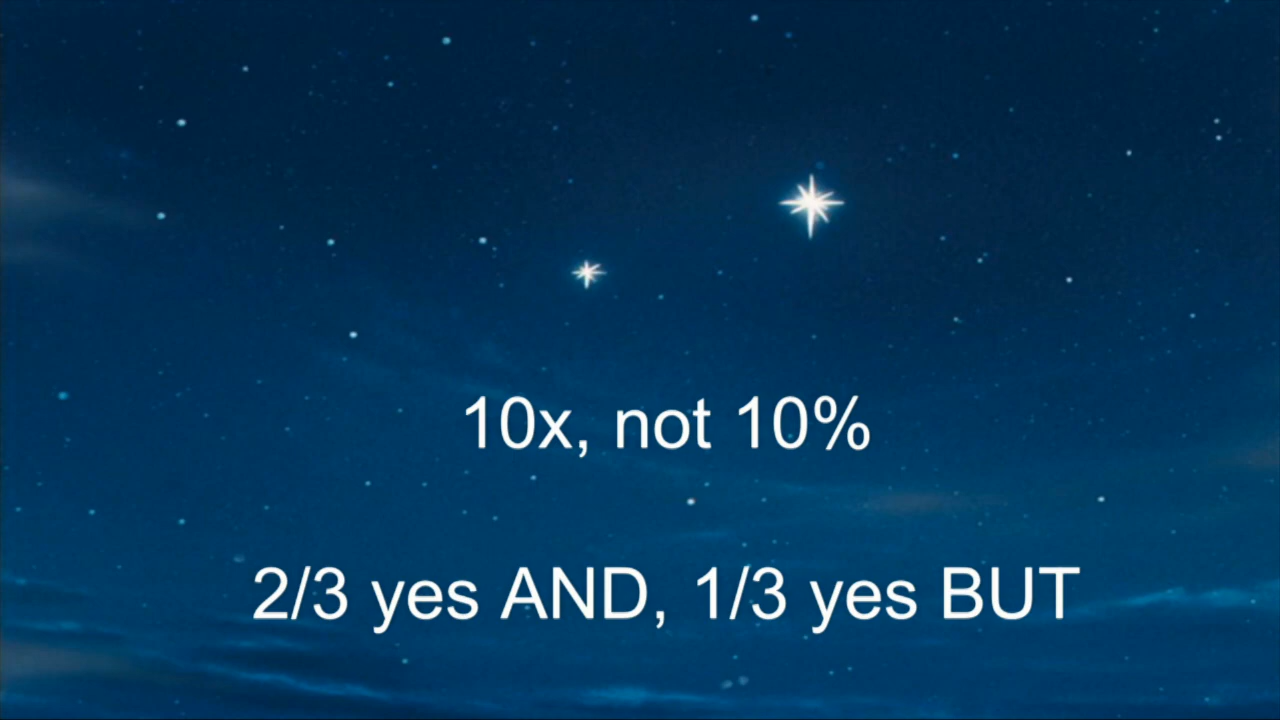 10x, not 10%
2/3 yes AND, 1/3 yes BUT